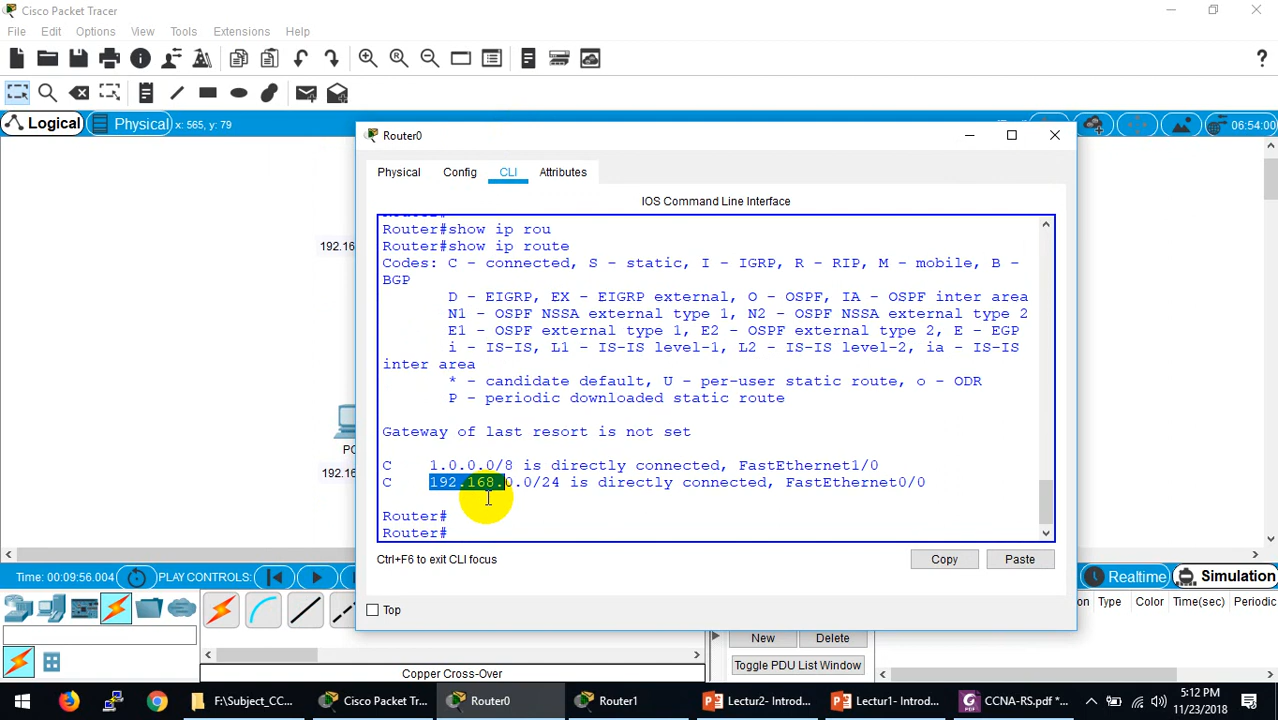 Cisco Packet Tracer
File Edit Options View Tools Extensions Help
Logical Physical x: 565, y: 79 06:54:00
Router0
Physical Config CLI Attributes
IOS Command Line Interface
192.16
PC
192.16
Router#show ip rou
Router#show ip route
Codes: C - connected, S - static, I - IGRP, R - RIP, M - mobile, B -
BGP
D - EIGRP, EX - EIGRP external, O - OSPF, IA - OSPF inter area
N1 - OSPF NSSA external type 1, N2 - OSPF NSSA external type 2
E1 - OSPF external type 1, E2 - OSPF external type 2, E - EGP
i - IS-IS, L1 - IS-IS level-1, L2 - IS-IS level-2, ia - IS-IS
inter area
* - candidate default, U - per-user static route, o - ODR
P - periodic downloaded static route
Gateway of last resort is not set
C 1.0.0.0/8 is directly connected, FastEthernet1/0
C 192.168.0.0/24 is directly connected, FastEthernet0/0
Router#
Router#
Ctrl+F6 to exit CLI focus Copy Paste
Top
Time: 00:09:56.004 PLAY CONTROLS: Realtime Simulation
Type Color Time(sec) Periodic
New Delete
Toggle PDU List Window
Copper Cross-Over
F:\Subject_CC... Cisco Packet Tr... Router0 Router1 Lectur2- Introd... Lectur1- Introd... CCNA-RS.pdf *... 5:12 PM
11/23/2018